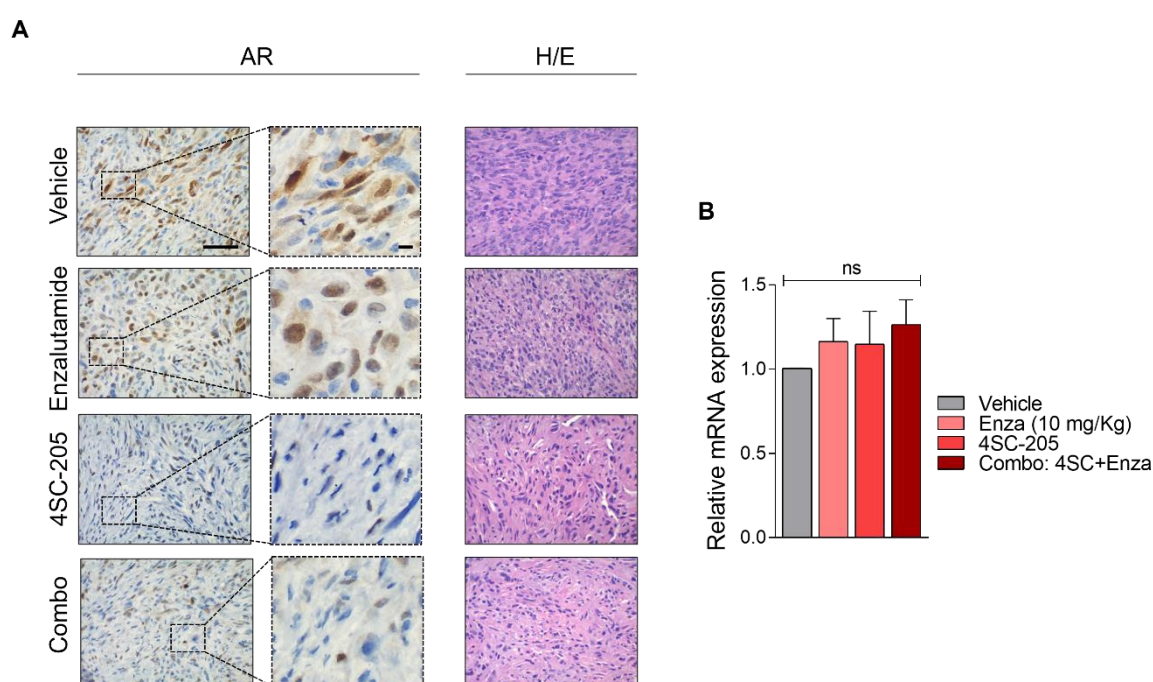 A
AR
H/E
Vehicle
Enzalutamide
4SC-205
Combo
B
ns
Relative mRNA expression
1.5
1.0
0.5
0.0
Vehicle
Enza (10 mg/Kg)
4SC-205
Combo: 4SC+Enza